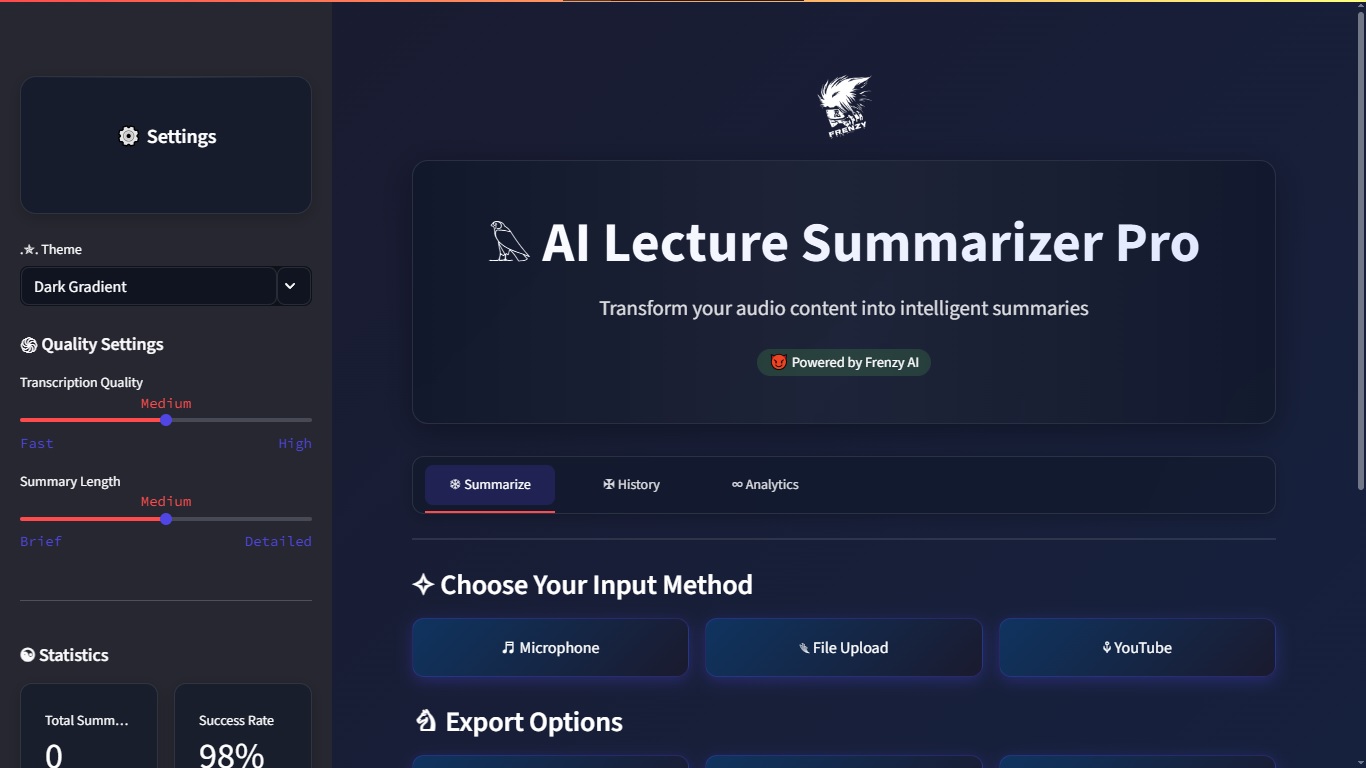 ⚙ Settings
.★. Theme
Dark Gradient
Quality Settings
Transcription Quality
Medium
Fast High
Summary Length
Medium
Brief Detailed
☯ Statistics
Total Summ... Success Rate
0 98%
FRENZY
AI Lecture Summarizer Pro
Transform your audio content into intelligent summaries
😈 Powered by Frenzy AI
❄ Summarize ✠ History ∞ Analytics
✧ Choose Your Input Method
♬ Microphone File Upload YouTube
♘ Export Options